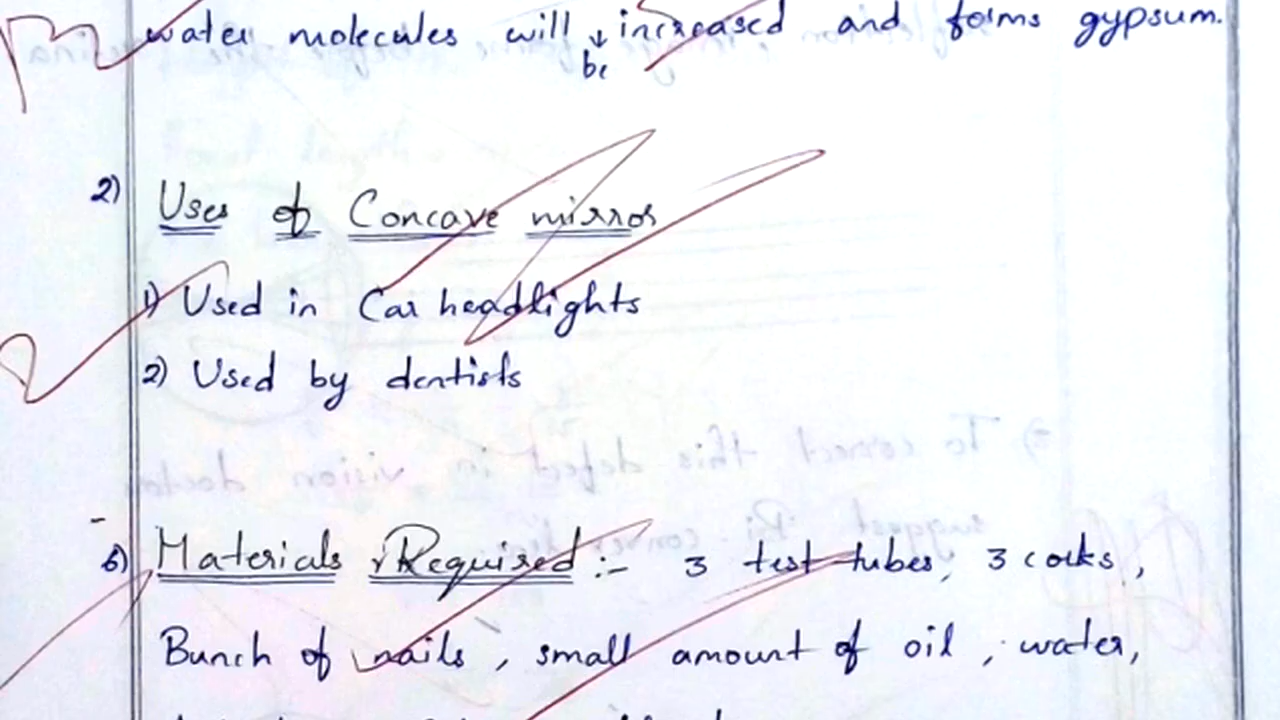 water molecules will be increased and forms gypsum.
2) Uses of Concave mirror
1) Used in Car headlights
2) Used by dentists
6) Materials Required :- 3 test tubes, 3 corks,
Bunch of nails, small amount of oil, water,